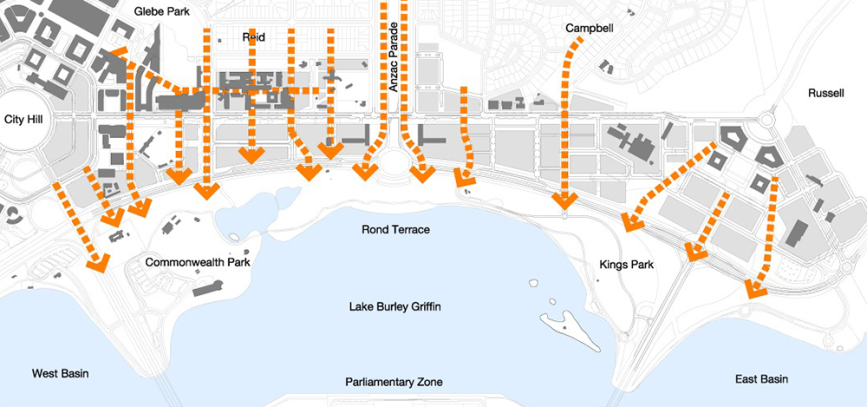 Glebe Park
Reid
Anzac Parade
Campbell
Russell
City Hill
Rond Terrace
Commonwealth Park
Kings Park
Lake Burley Griffin
West Basin
Parliamentary Zone
East Basin